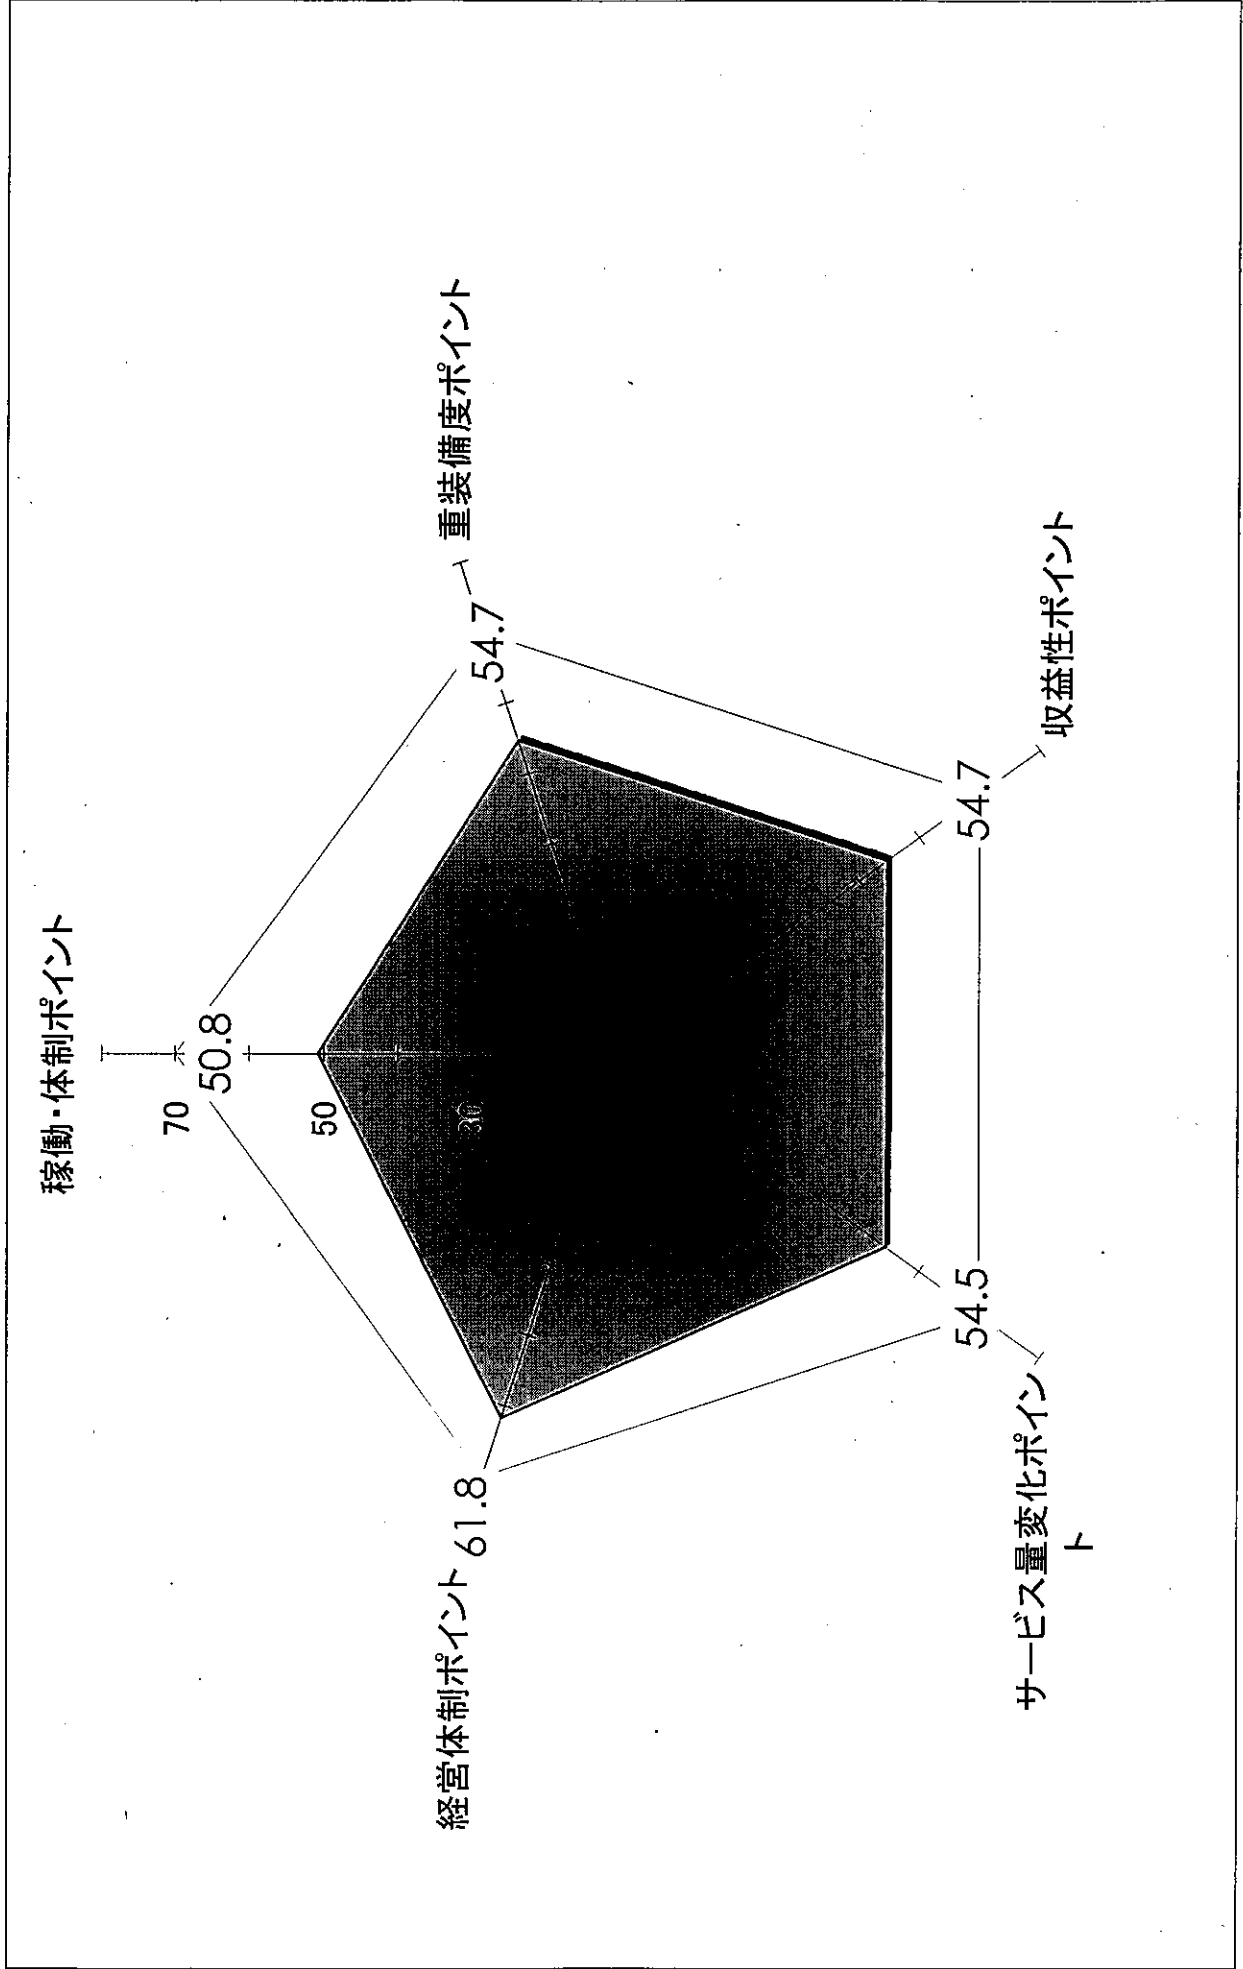 稼働・体制ポイント
70
50.8
50
30
重装備度ポイント
54.7
収益性ポイント
54.7
サービス量変化ポイン
ト
54.5
経営体制ポイント
61.8